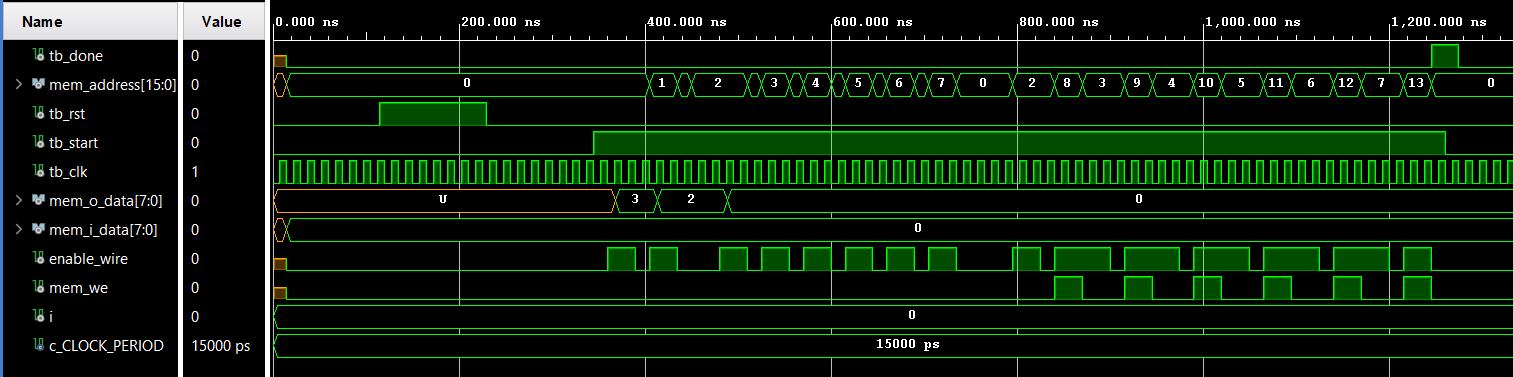 Name Value 0.000 ns 200.000 ns 400.000 ns 600.000 ns 800.000 ns 1,000.000 ns 1,200.000 ns
tb_done 0
mem_address[15:0] 0 0 1 2 3 4 5 6 7 0 2 8 3 9 4 10 5 11 6 12 7 13 0
tb_rst 0
tb_start 0
tb_clk 1
mem_o_data[7:0] 0 U 3 2 0
mem_i_data[7:0] 0 0
enable_wire 0
mem_we 0
i 0 0
c_CLOCK_PERIOD 15000 ps 15000 ps